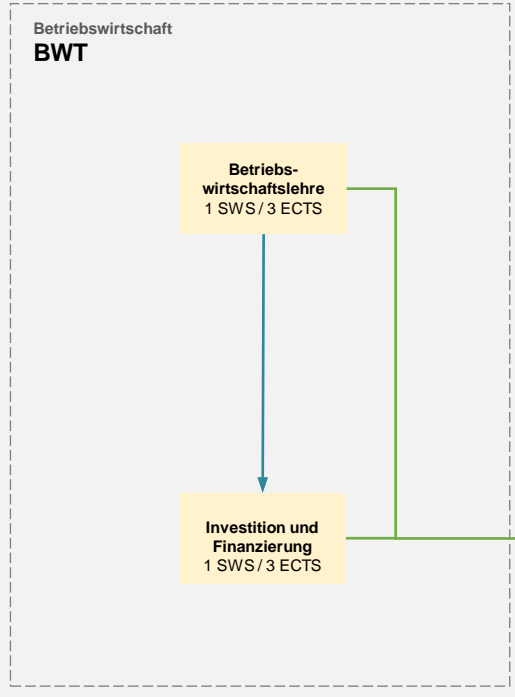 Betriebswirtschaft
BWT
Betriebs-
wirtschaftslehre
1 SWS / 3 ECTS
Investition und
Finanzierung
1 SWS / 3 ECTS